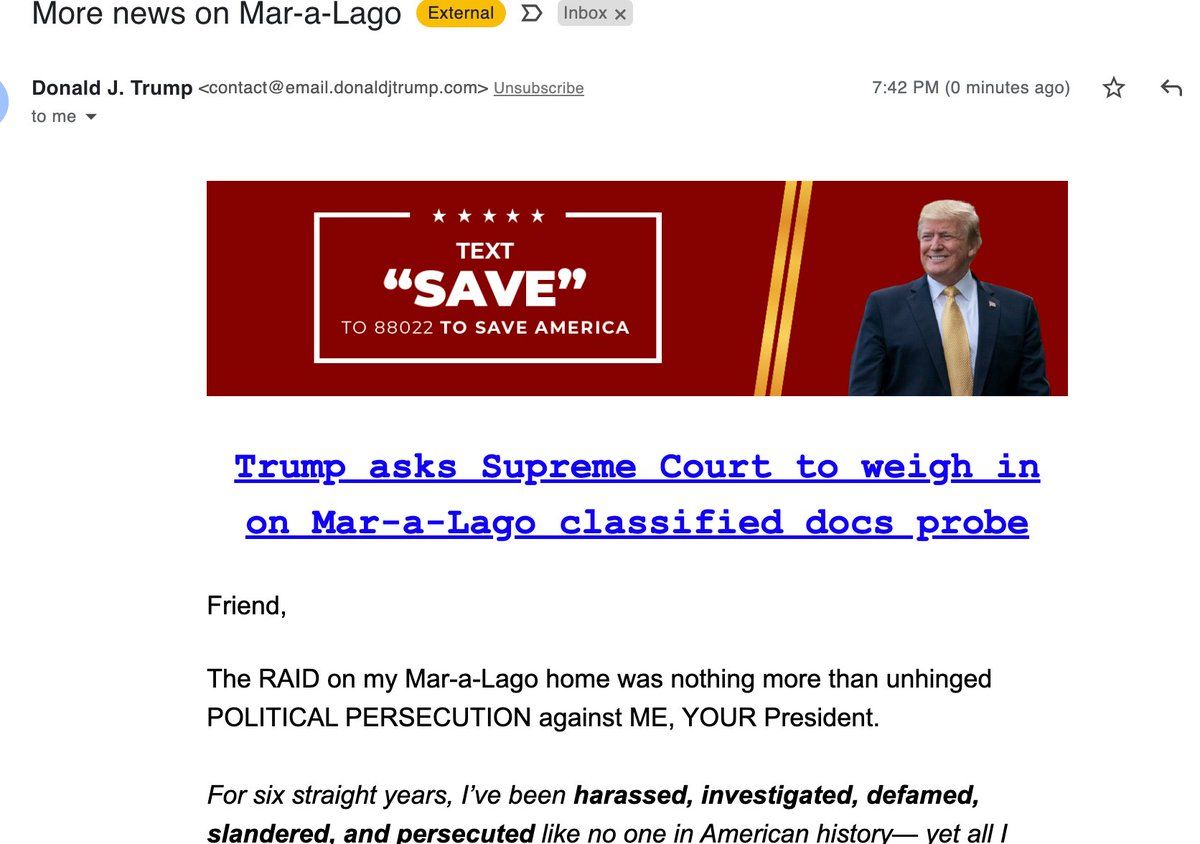 More news on Mar-a-Lago External Inbox ×
Donald J. Trump <contact@email.donaldjtrump.com> Unsubscribe 7:42 PM (0 minutes ago)
to me
TEXT
“SAVE”
TO 88022 TO SAVE AMERICA
Trump asks Supreme Court to weigh in
on Mar-a-Lago classified docs probe
Friend,
The RAID on my Mar-a-Lago home was nothing more than unhinged
POLITICAL PERSECUTION against ME, YOUR President.
For six straight years, I’ve been harassed, investigated, defamed,
slandered, and persecuted like no one in American history— yet all I